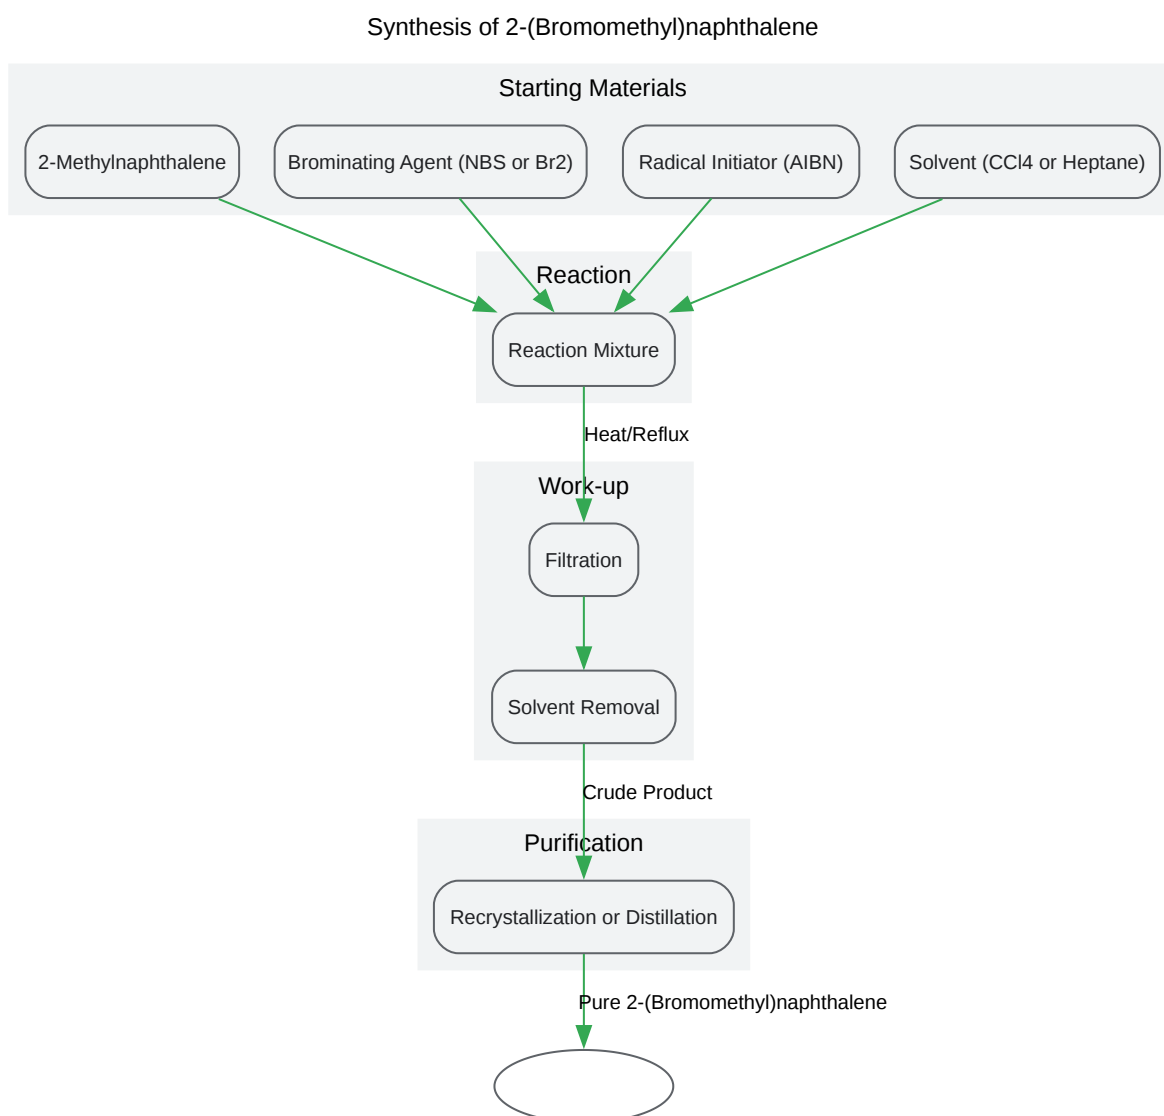 Synthesis of 2-(Bromomethyl)naphthalene
Starting Materials
2-Methylnaphthalene
Brominating Agent (NBS or Br2)
Radical Initiator (AIBN)
Solvent (CCl4 or Heptane)
Reaction
Reaction Mixture
Heat/Reflux
Work-up
Filtration
Solvent Removal
Crude Product
Purification
Recrystallization or Distillation
Pure 2-(Bromomethyl)naphthalene